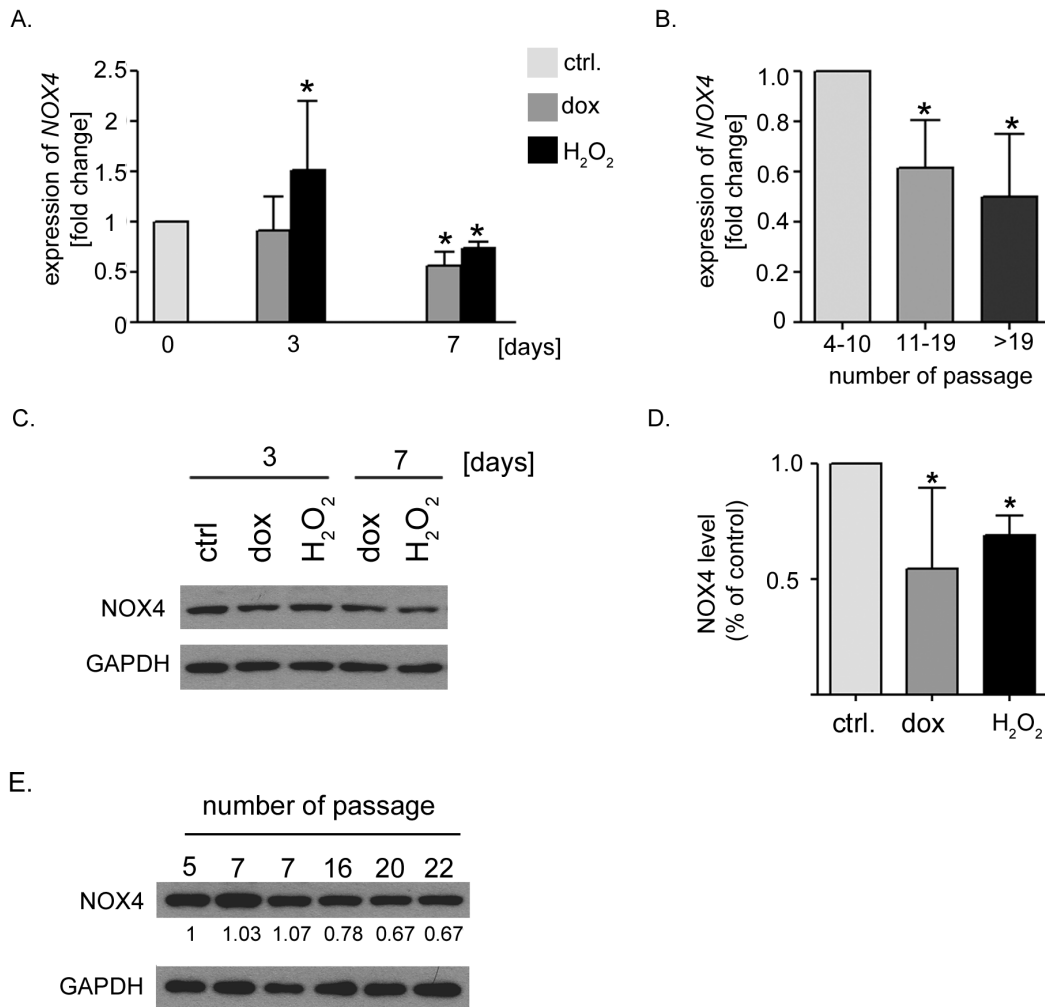 A.
expression of NOX4
[fold change]
2.5
2
1.5
1
0.5
0
0
3
7
[days]
ctrl.
dox
H₂O₂
*
*
*
B.
expression of NOX4
[fold change]
1.0
0.8
0.6
0.4
0.2
0
*
*
4-10
11-19
>19
number of passage
C.
3
7
[days]
ctrl
dox
H₂O₂
dox
H₂O₂
NOX4
GAPDH
D.
NOX4 level
(% of control)
1.0
0.5
*
*
ctrl.
dox
H₂O₂
E.
number of passage
5 7 7 16 20 22
NOX4
1 1.03 1.07 0.78 0.67 0.67
GAPDH